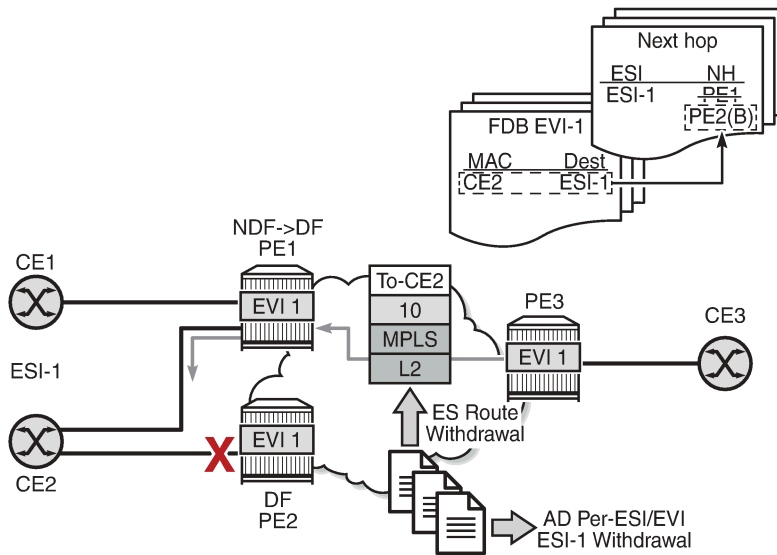 Next hop
ESI NH
ESI-1 PE1
PE2(B)
FDB EVI-1
MAC Dest
CE2 ESI-1
NDF->DF
PE1
CE1
EVI 1
To-CE2
10
MPLS
L2
PE3
EVI 1
CE3
ESI-1
ES Route
Withdrawal
EVI 1
X
CE2
DF
PE2
AD Per-ESI/EVI
ESI-1 Withdrawal